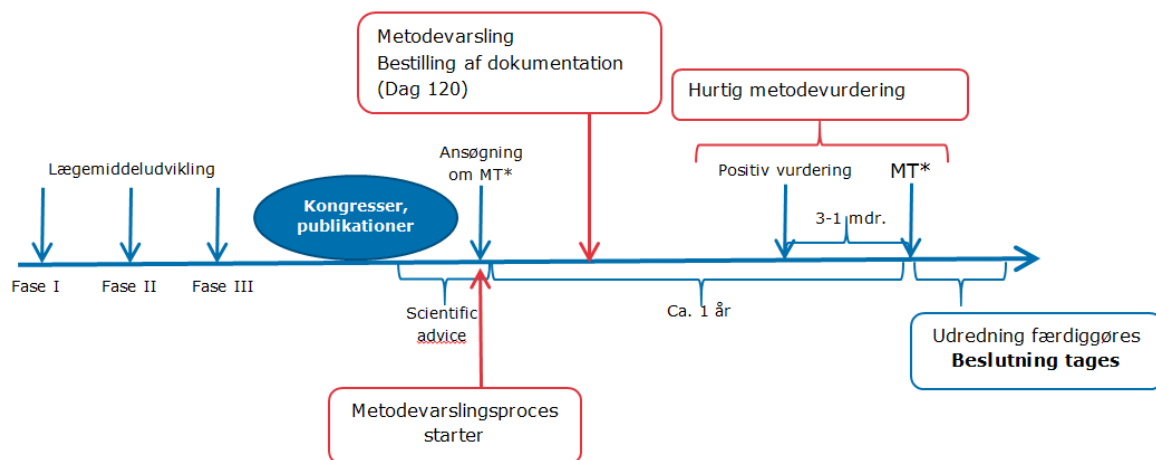 Metodevarsling
Bestilling af dokumentation
(Dag 120)
Hurtig metodevurdering
Lægemiddeludvikling
Ansøgning
om MT*
Positiv vurdering
MT*
Kongresser,
publikationer
3-1 mdr.
Fase I
Fase II
Fase III
Scientific
advice
Ca. 1 år
Udredning færdiggøres
Beslutning tages
Metodevarslingsproces
starter